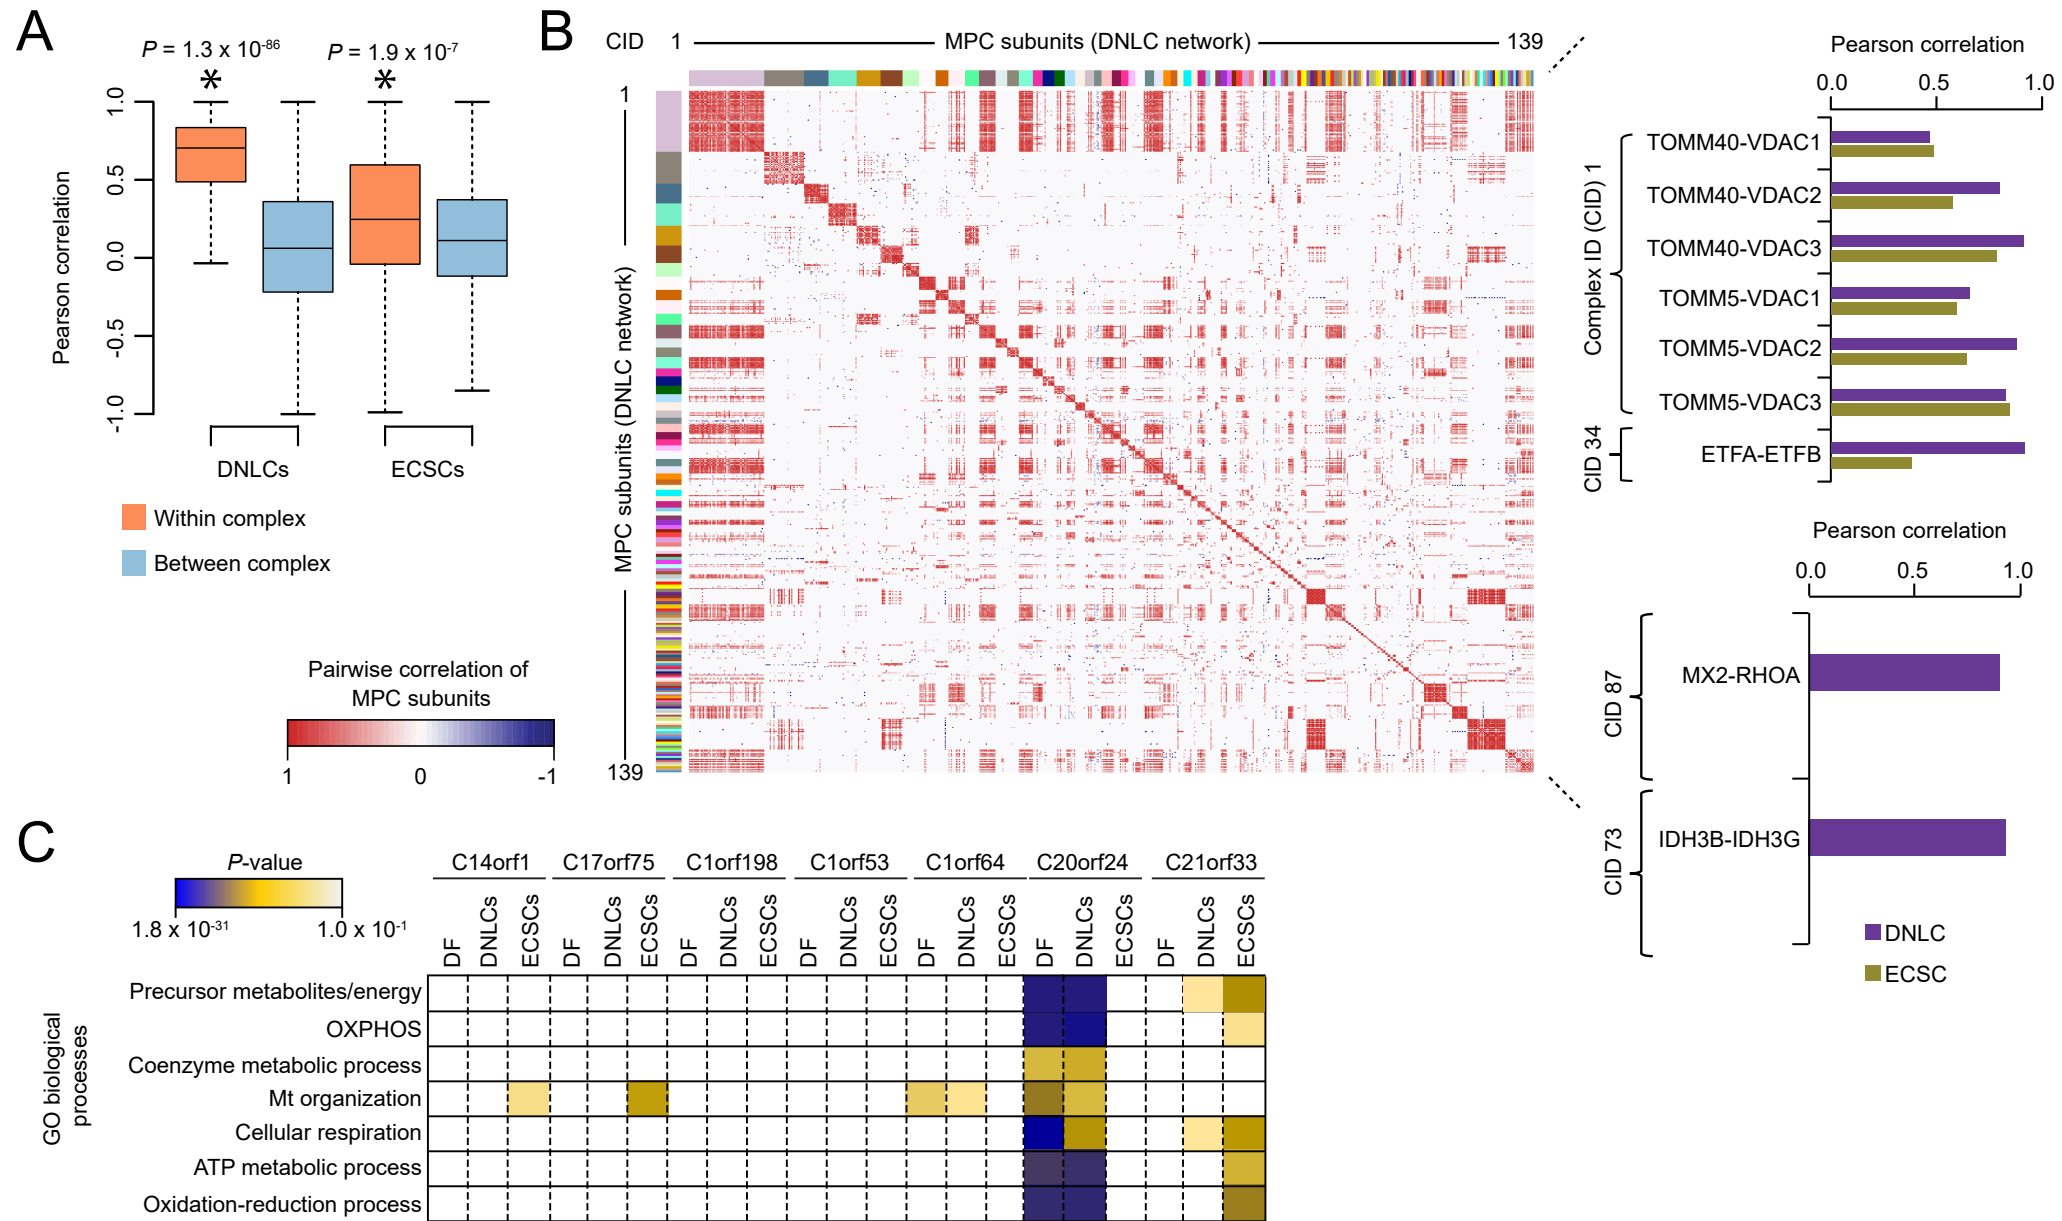 A
P = 1.3 x 10-86
P = 1.9 x 10-7
*
*
Pearson correlation
1.0
0.5
0.0
-0.5
-1.0
DNLCs
ECSCs
Within complex
Between complex
Pairwise correlation of
MPC subunits
1
0
-1
B
CID
1
MPC subunits (DNLC network)
139
1
MPC subunits (DNLC network)
139
Pearson correlation
0.0
0.5
1.0
Complex ID (CID) 1
TOMM40-VDAC1
TOMM40-VDAC2
TOMM40-VDAC3
TOMM5-VDAC1
TOMM5-VDAC2
TOMM5-VDAC3
CID 34
ETFA-ETFB
Pearson correlation
0.0
0.5
1.0
CID 87
MX2-RHOA
CID 73
IDH3B-IDH3G
DNLC
ECSC
C
P-value
1.8 x 10-31
1.0 x 10-1
C14orf1
C17orf75
C1orf198
C1orf53
C1orf64
C20orf24
C21orf33
DF
DNLCs
ECSCs
DF
DNLCs
ECSCs
DF
DNLCs
ECSCs
DF
DNLCs
ECSCs
DF
DNLCs
ECSCs
DF
DNLCs
ECSCs
DF
DNLCs
ECSCs
GO biological
processes
Precursor metabolites/energy
OXPHOS
Coenzyme metabolic process
Mt organization
Cellular respiration
ATP metabolic process
Oxidation-reduction process